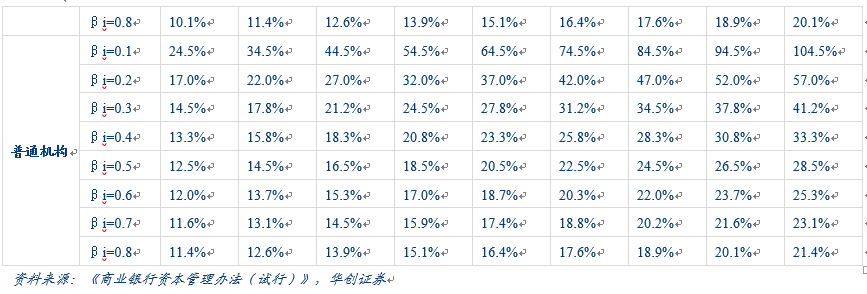 βi=0.8 10.1% 11.4% 12.6% 13.9% 15.1% 16.4% 17.6% 18.9% 20.1%
普通机构
βi=0.1 24.5% 34.5% 44.5% 54.5% 64.5% 74.5% 84.5% 94.5% 104.5%
βi=0.2 17.0% 22.0% 27.0% 32.0% 37.0% 42.0% 47.0% 52.0% 57.0%
βi=0.3 14.5% 17.8% 21.2% 24.5% 27.8% 31.2% 34.5% 37.8% 41.2%
βi=0.4 13.3% 15.8% 18.3% 20.8% 23.3% 25.8% 28.3% 30.8% 33.3%
βi=0.5 12.5% 14.5% 16.5% 18.5% 20.5% 22.5% 24.5% 26.5% 28.5%
βi=0.6 12.0% 13.7% 15.3% 17.0% 18.7% 20.3% 22.0% 23.7% 25.3%
βi=0.7 11.6% 13.1% 14.5% 15.9% 17.4% 18.8% 20.2% 21.6% 23.1%
βi=0.8 11.4% 12.6% 13.9% 15.1% 16.4% 17.6% 18.9% 20.1% 21.4%
资料来源：《商业银行资本管理办法（试行）》，华创证券